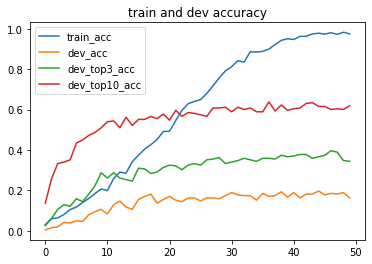 train and dev accuracy
train_acc
dev_acc
dev_top3_acc
dev_top10_acc
1.0
0.8
0.6
0.4
0.2
0.0
0 10 20 30 40 50